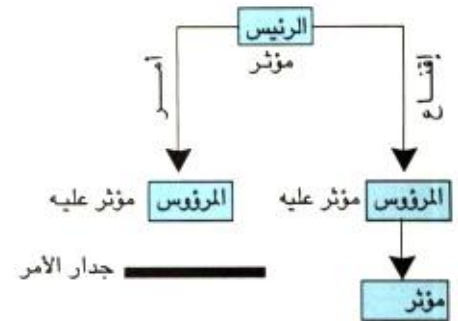 الرئيس
مؤثر
إقناع
أمر
المرؤوس مؤثر عليه
المرؤوس مؤثر عليه
جدار الأمر
مؤثر